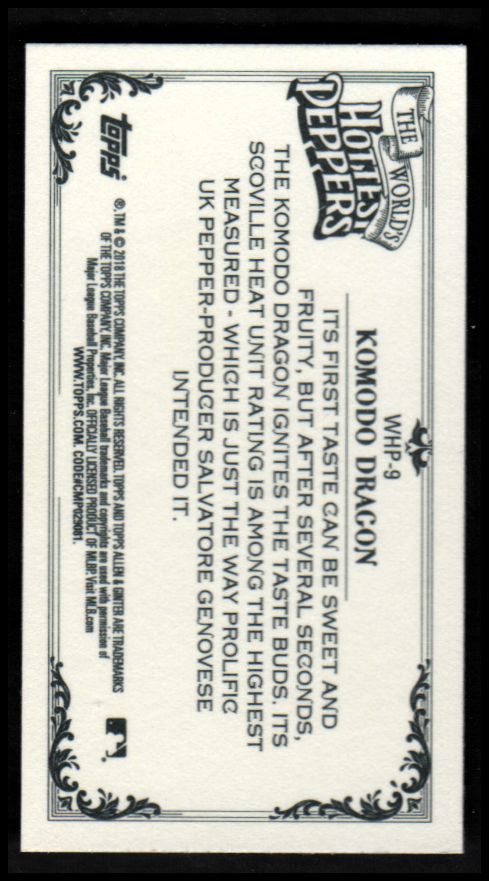 THE WORLD'S
HOTTEST
PEPPERS
WHP-9
KOMODO DRAGON
ITS FIRST TASTE CAN BE SWEET AND
FRUITY, BUT AFTER SEVERAL SECONDS,
THE KOMODO DRAGON IGNITES THE TASTE BUDS. ITS
SCOVILLE HEAT UNIT RATING IS AMONG THE HIGHEST
MEASURED - WHICH IS JUST THE WAY PROLIFIC
UK PEPPER-PRODUCER SALVATORE GENOVESE
INTENDED IT.
topps
®, TM & © 2018 THE TOPPS COMPANY, INC. ALL RIGHTS RESERVED. TOPPS AND TOPPS ALLEN & GINTER ARE TRADEMARKS
OF THE TOPPS COMPANY, INC. Major League Baseball trademarks and copyrights are used with permission of
Major League Baseball Properties, Inc. OFFICIALLY LICENSED PRODUCT OF MLBP. Visit MLB.com
WWW.TOPPS.COM. CODE#CMP029081.